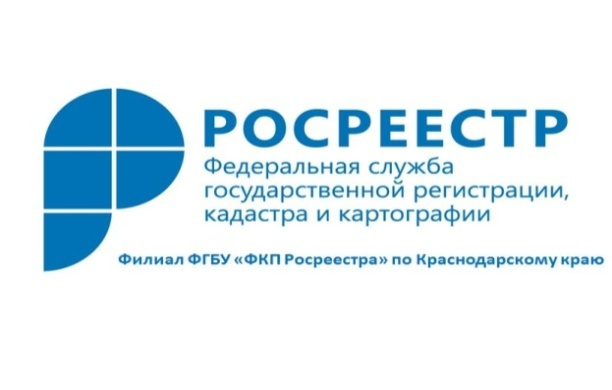 РОСРЕЕСТР
Федеральная служба
государственной регистрации,
кадастра и картографии
Филиал ФГБУ «ФКП Росреестра» по Краснодарскому краю